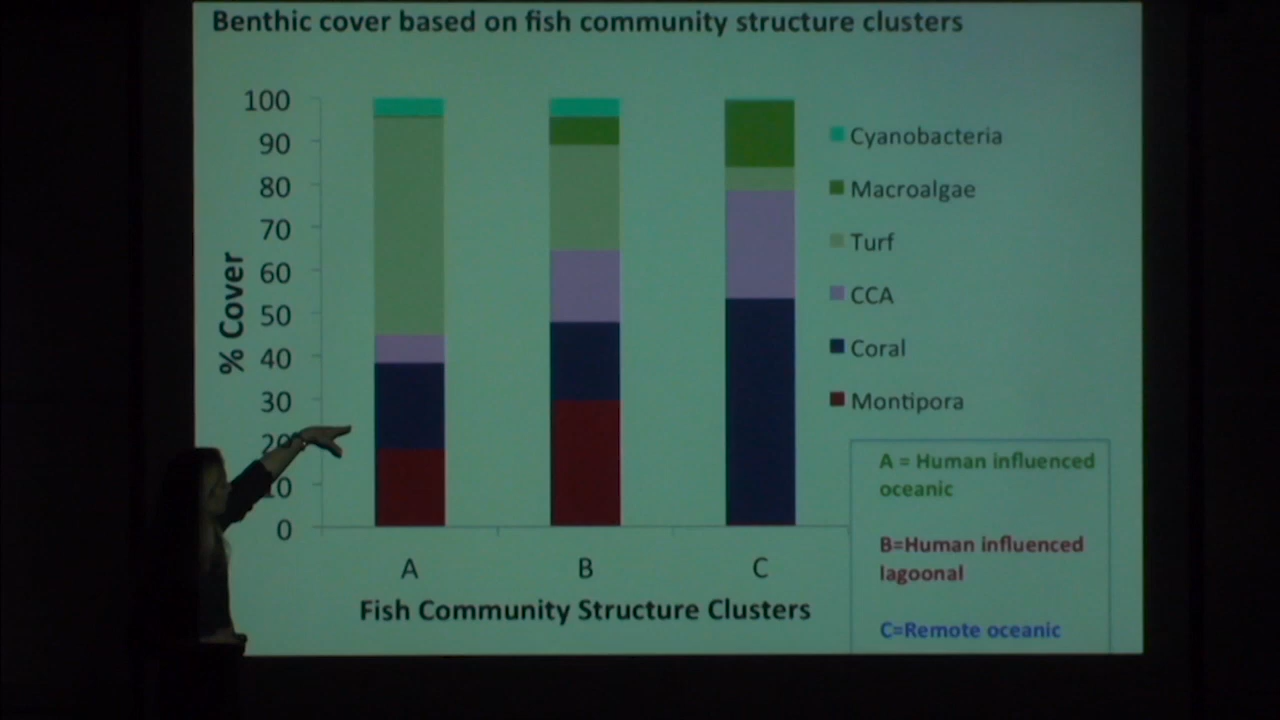 Benthic cover based on fish community structure clusters
100
90
80
70
60
50
40
30
20
10
0
% Cover
A
B
C
Fish Community Structure Clusters
Cyanobacteria
Macroalgae
Turf
CCA
Coral
Montipora
A = Human influenced
oceanic
B=Human influenced
lagoonal
C=Remote oceanic